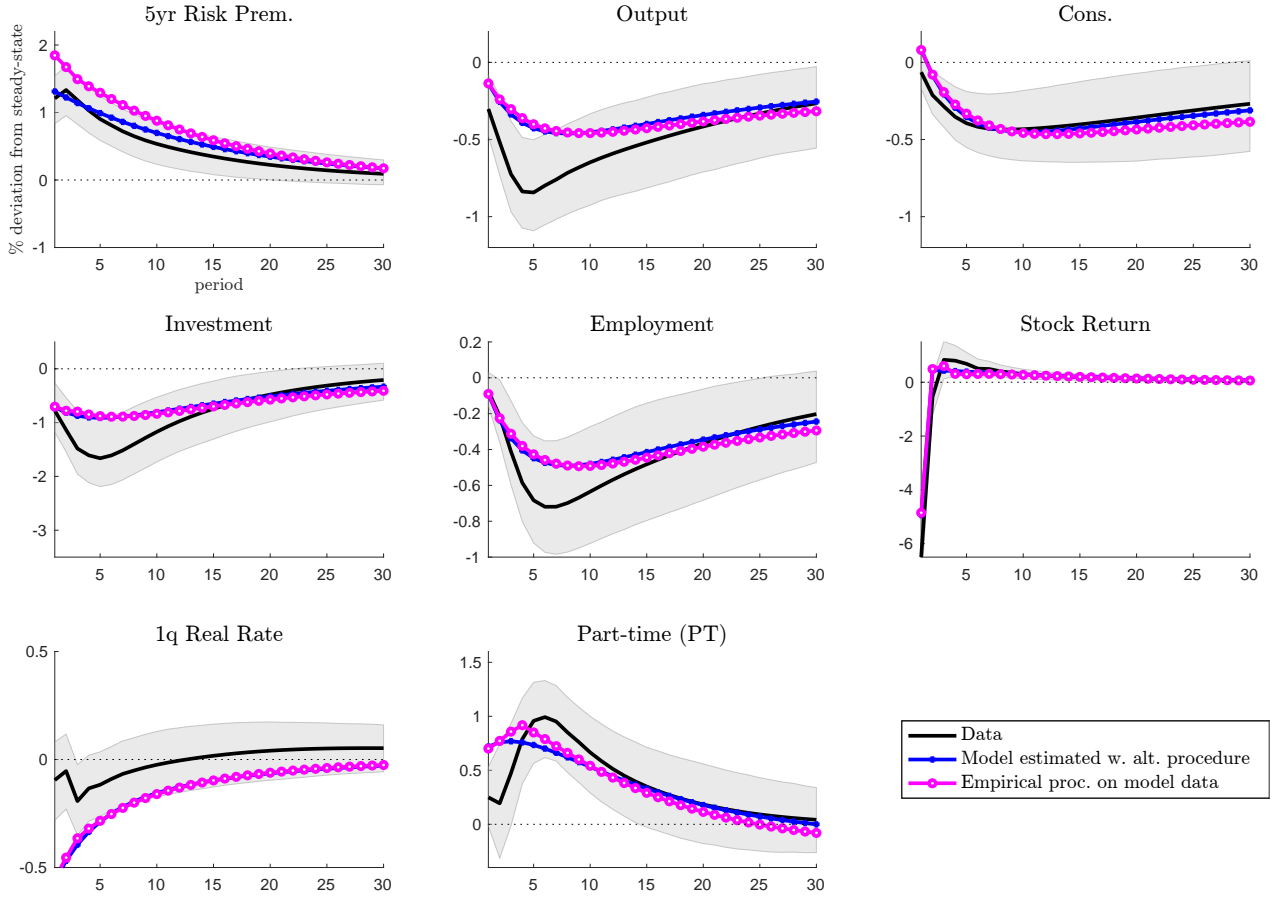 5yr Risk Prem.
Output
Cons.
% deviation from steady-state
2
1
0
-1
5 10 15 20 25 30
period
0
-0.5
-1
5 10 15 20 25 30
0
-0.5
-1
5 10 15 20 25 30
Investment
Employment
Stock Return
0
-1
-2
-3
5 10 15 20 25 30
0.2
0
-0.2
-0.4
-0.6
-0.8
-1
5 10 15 20 25 30
0
-2
-4
-6
5 10 15 20 25 30
1q Real Rate
Part-time (PT)
0.5
0
-0.5
5 10 15 20 25 30
1.5
1
0.5
0
5 10 15 20 25 30
Data
Model estimated w. alt. procedure
Empirical proc. on model data